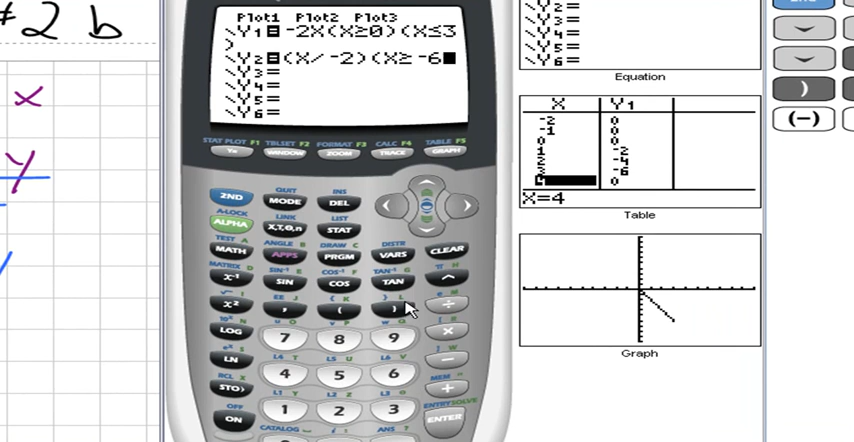 #2 b
x
y
Plot1 Plot2 Plot3
\Y1=-2X(X≥0)(X≤3
)
\Y2=(X/-2)(X≥-6
\Y3=
\Y4=
\Y5=
\Y6=
STAT PLOT F1 TBLSET F2 FORMAT F3 CALC F4 TABLE F5
Y= WINDOW ZOOM TRACE GRAPH
QUIT INS
2ND MODE DEL
A-LOCK LINK LIST
ALPHA X,T,θ,n STAT
TEST A ANGLE B DRAW C DISTR
MATH APPS PRGM VARS CLEAR
MATRIX D SIN⁻¹ E COS⁻¹ F TAN⁻¹ G π H
x⁻¹ SIN COS TAN ^
√ I EE J { K } L e M
x² , ( ) ÷
10ˣ N u O v P w Q [ R
LOG 7 8 9 ×
eˣ S L4 T L5 U L6 V ] W
LN 4 5 6 −
RCL X L1 Y L2 Z L3 θ MEM "
STO> 1 2 3 +
OFF CATALOG i : ANS ? ENTRY SOLVE
ON 0 ENTER
Y2=
Y3=
\Y4=
\Y5=
\Y6=
Equation
X Y1
-2 0
-1 0
0 0
1 -2
2 -4
3 -6
0
X=4
Table
Graph
2ND
)
(-)